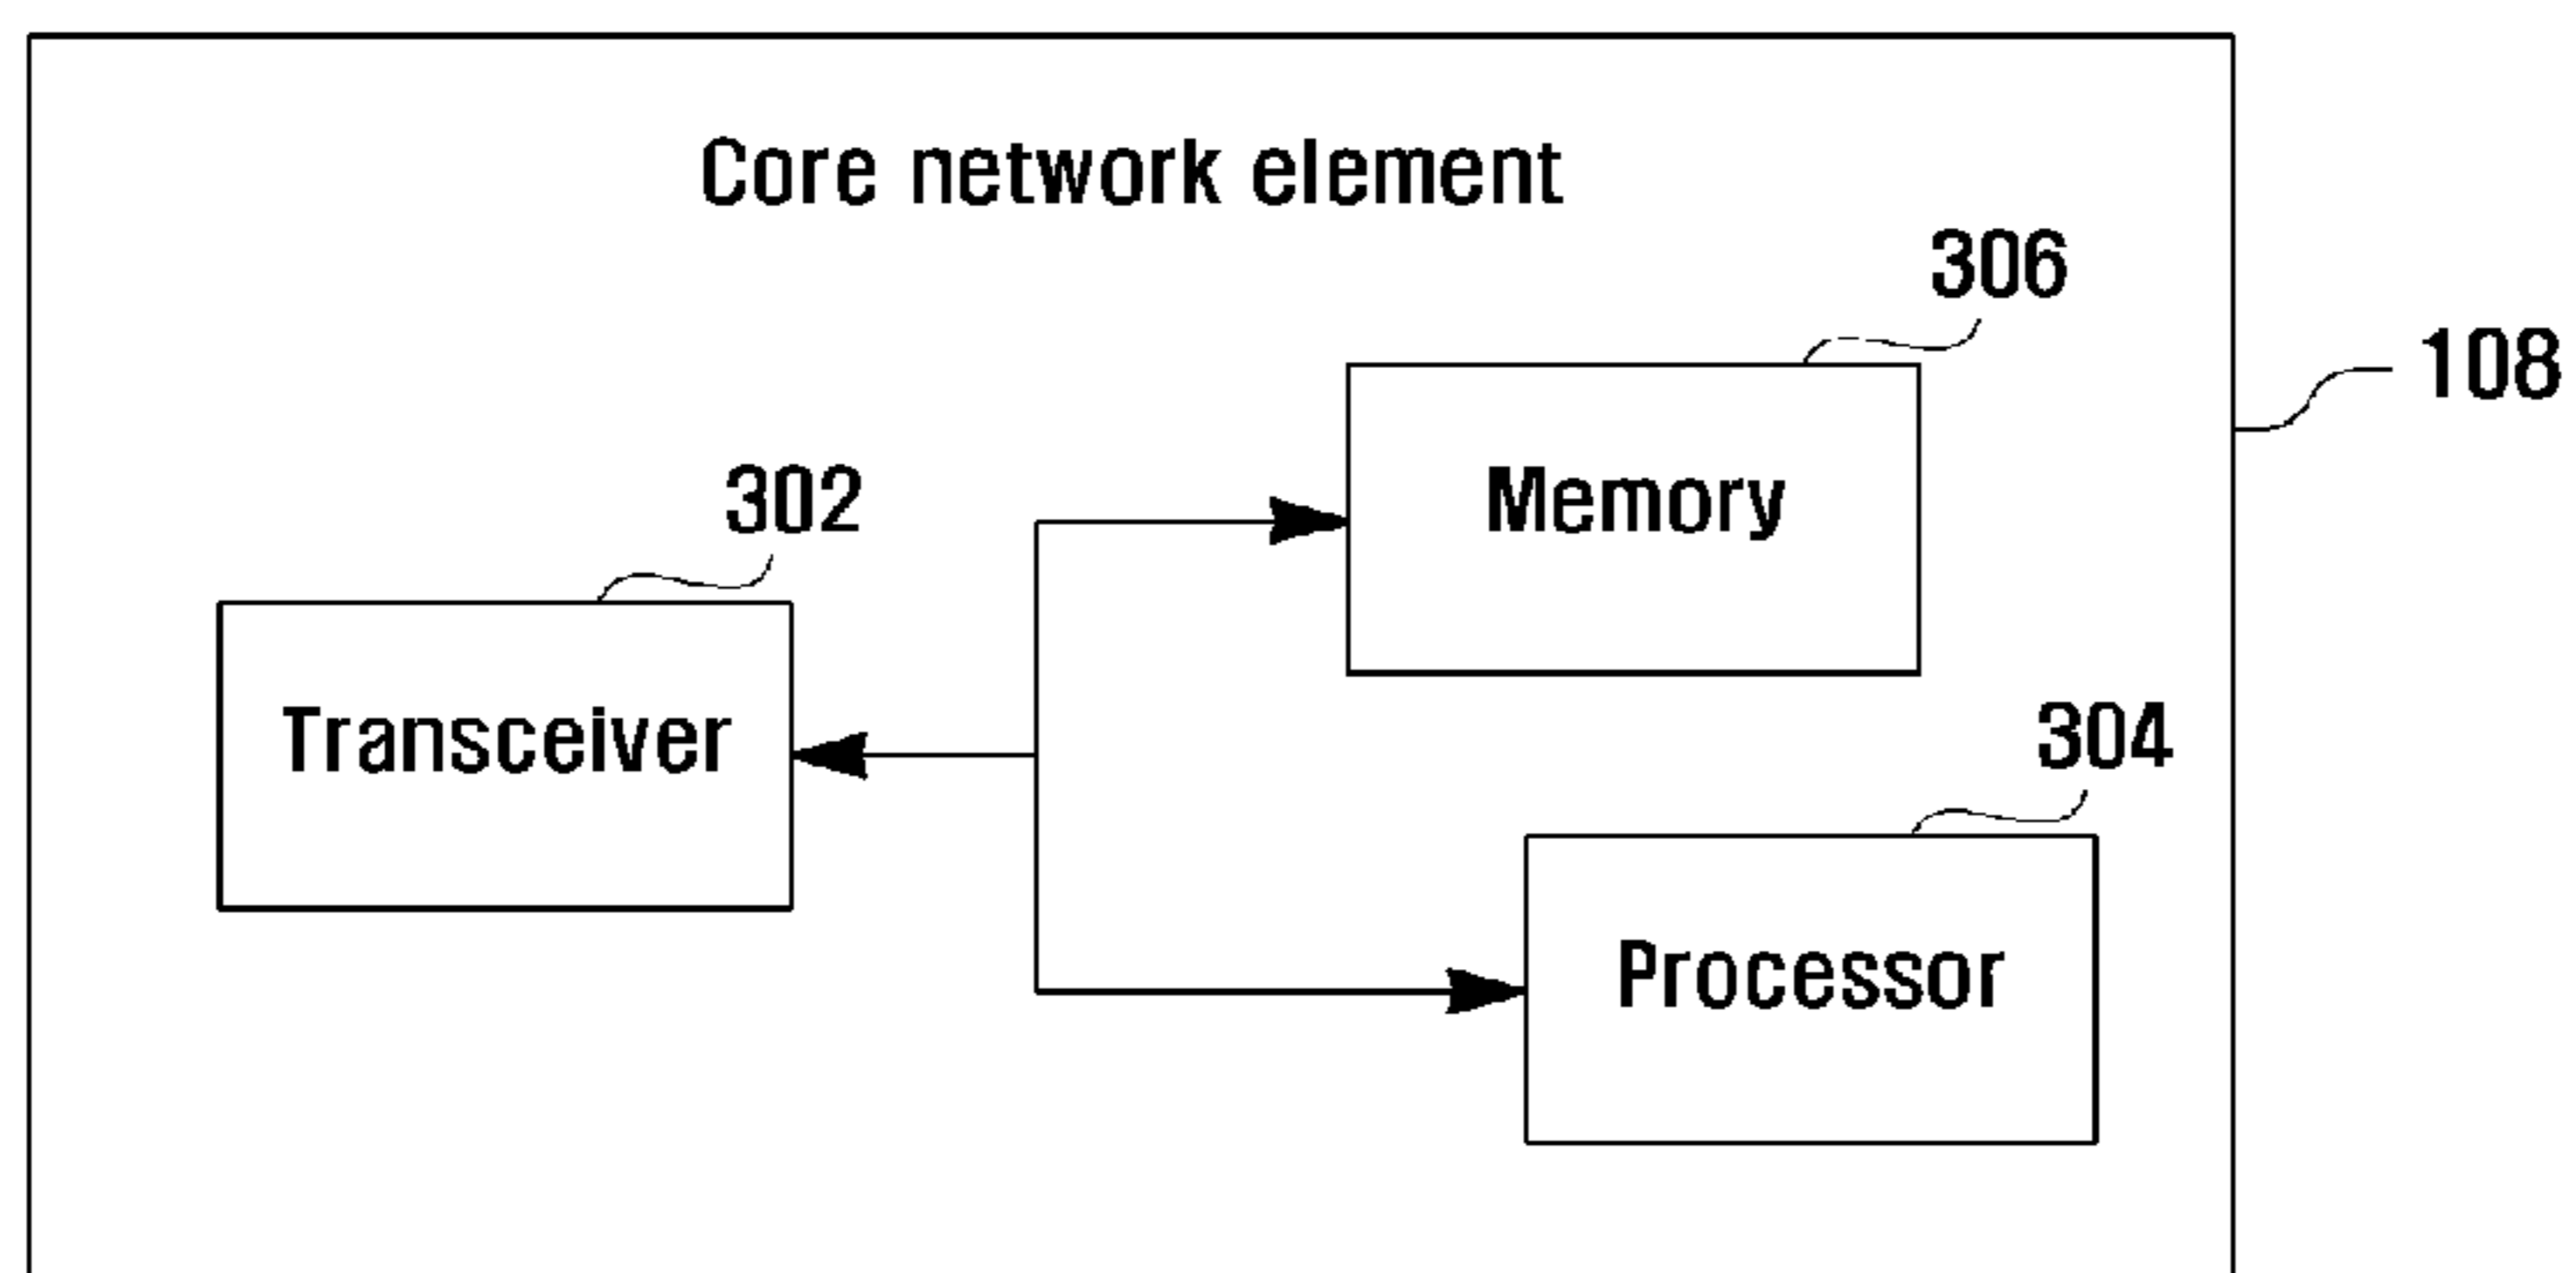 Core network element
306
108
Memory
302
Transceiver
304
Processor